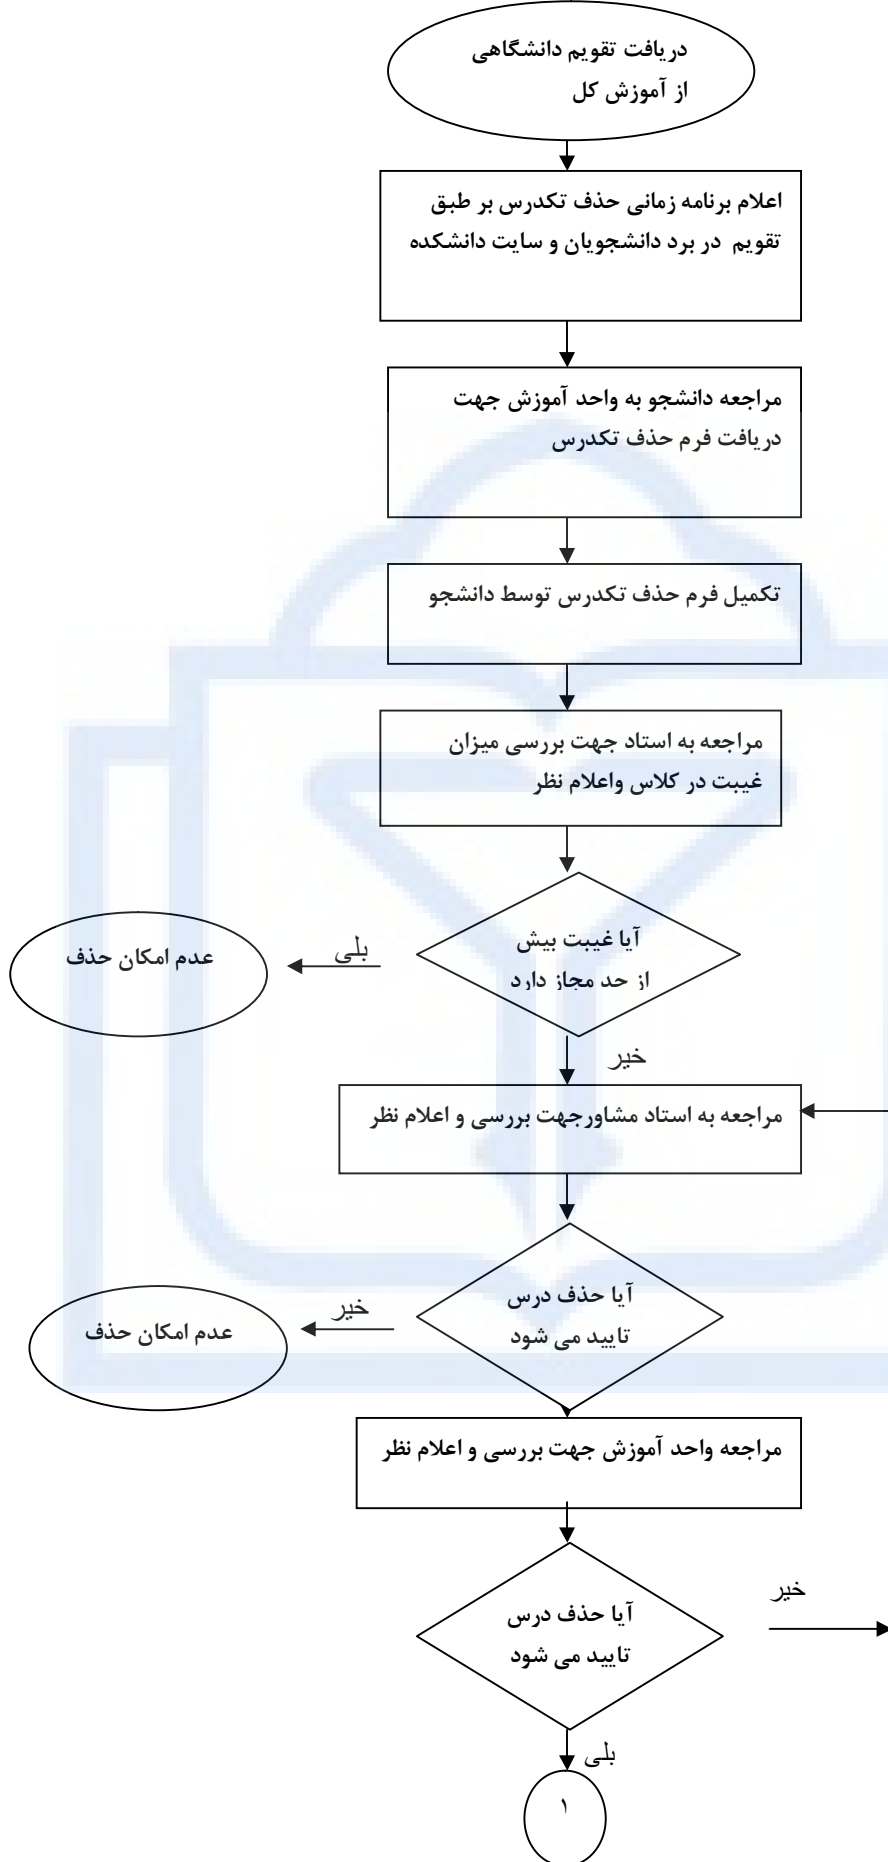 دریافت تقویم دانشگاهی
از آموزش کل
اعلام برنامه زمانی حذف تکدرس بر طبق
تقویم در برد دانشجویان و سایت دانشکده
مراجعه دانشجو به واحد آموزش جهت
دریافت فرم حذف تکدرس
تکمیل فرم حذف تکدرس توسط دانشجو
مراجعه به استاد جهت بررسی میزان
غیبت در کلاس واعلام نظر
آیا غیبت بیش
از حد مجاز دارد
بلی
عدم امکان حذف
خیر
مراجعه به استاد مشاورجهت بررسی و اعلام نظر
آیا حذف درس
تایید می شود
خیر
عدم امکان حذف
مراجعه واحد آموزش جهت بررسی و اعلام نظر
آیا حذف درس
تایید می شود
خیر
بلی
۱